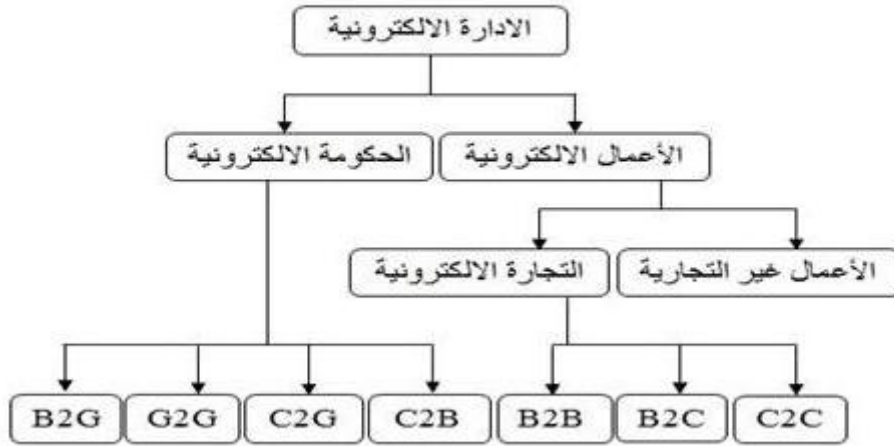 الادارة الالكترونية
الأعمال الالكترونية
الحكومة الالكترونية
الأعمال غير التجارية
التجارة الالكترونية
B2G
G2G
C2G
C2B
B2B
B2C
C2C